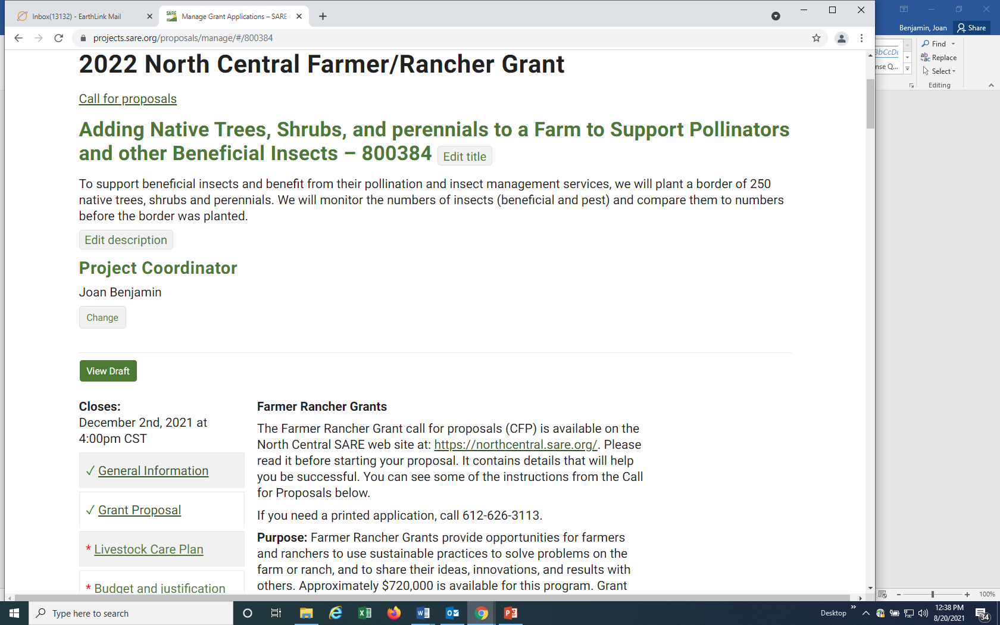 Inbox(13132) - EarthLink Mail
SARE
Manage Grant Applications – SARE
Benjamin, Joan
Share
projects.sare.org/proposals/manage/#/800384
Find
Replace
Select
Editing
2022 North Central Farmer/Rancher Grant
Call for proposals
Adding Native Trees, Shrubs, and perennials to a Farm to Support Pollinators
and other Beneficial Insects – 800384 Edit title
To support beneficial insects and benefit from their pollination and insect management services, we will plant a border of 250
native trees, shrubs and perennials. We will monitor the numbers of insects (beneficial and pest) and compare them to numbers
before the border was planted.
Edit description
Project Coordinator
Joan Benjamin
Change
View Draft
Closes:
December 2nd, 2021 at
4:00pm CST
✓ General Information
✓ Grant Proposal
* Livestock Care Plan
* Budget and justification
Farmer Rancher Grants
The Farmer Rancher Grant call for proposals (CFP) is available on the
North Central SARE web site at: https://northcentral.sare.org/. Please
read it before starting your proposal. It contains details that will help
you be successful. You can see some of the instructions from the Call
for Proposals below.
If you need a printed application, call 612-626-3113.
Purpose: Farmer Rancher Grants provide opportunities for farmers
and ranchers to use sustainable practices to solve problems on the
farm or ranch, and to share their ideas, innovations, and results with
others. Approximately $720,000 is available for this program. Grant
100%
Type here to search
Desktop
12:38 PM
8/20/2021
34